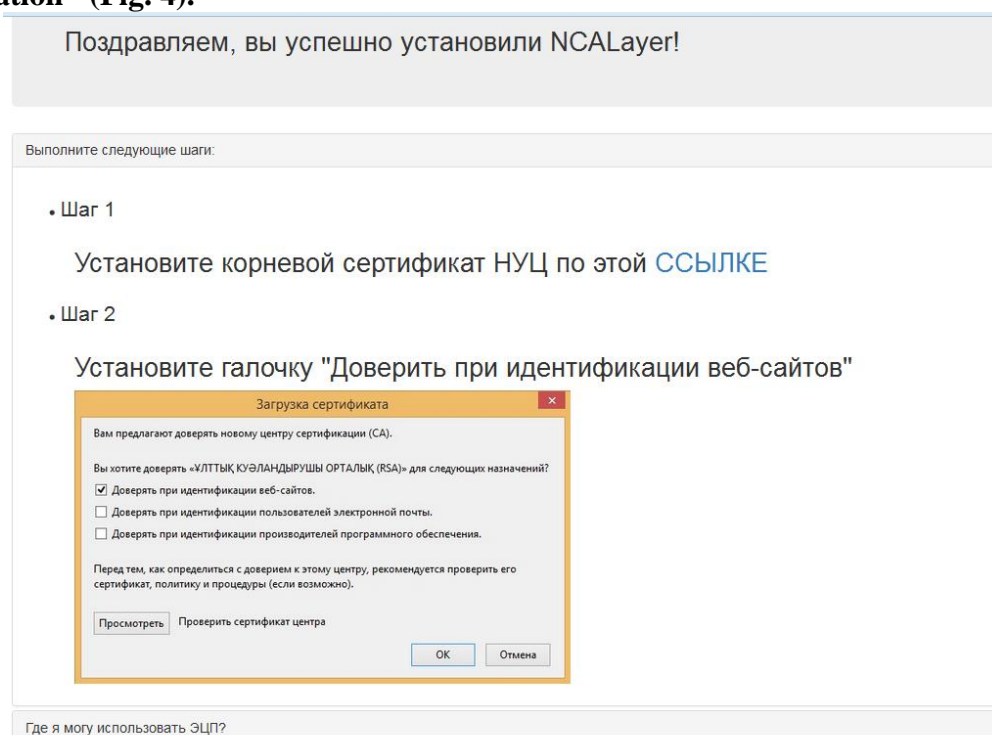 (Fig. 4).
Поздравляем, вы успешно установили NCALayer!
Выполните следующие шаги:
• Шаг 1
Установите корневой сертификат НУЦ по этой ССЫЛКЕ
• Шаг 2
Установите галочку "Доверить при идентификации веб-сайтов"
Загрузка сертификата
Вам предлагают доверять новому центру сертификации (CA).
Вы хотите доверять «ҰЛТТЫҚ КУӘЛАНДЫРУШЫ ОРТАЛЫҚ (RSA)» для следующих назначений?
Доверять при идентификации веб-сайтов.
Доверять при идентификации пользователей электронной почты.
Доверять при идентификации производителей программного обеспечения.
Перед тем, как определиться с доверием к этому центру, рекомендуется проверить его
сертификат, политику и процедуры (если возможно).
Просмотреть Проверить сертификат центра
ОК Отмена
Где я могу использовать ЭЦП?